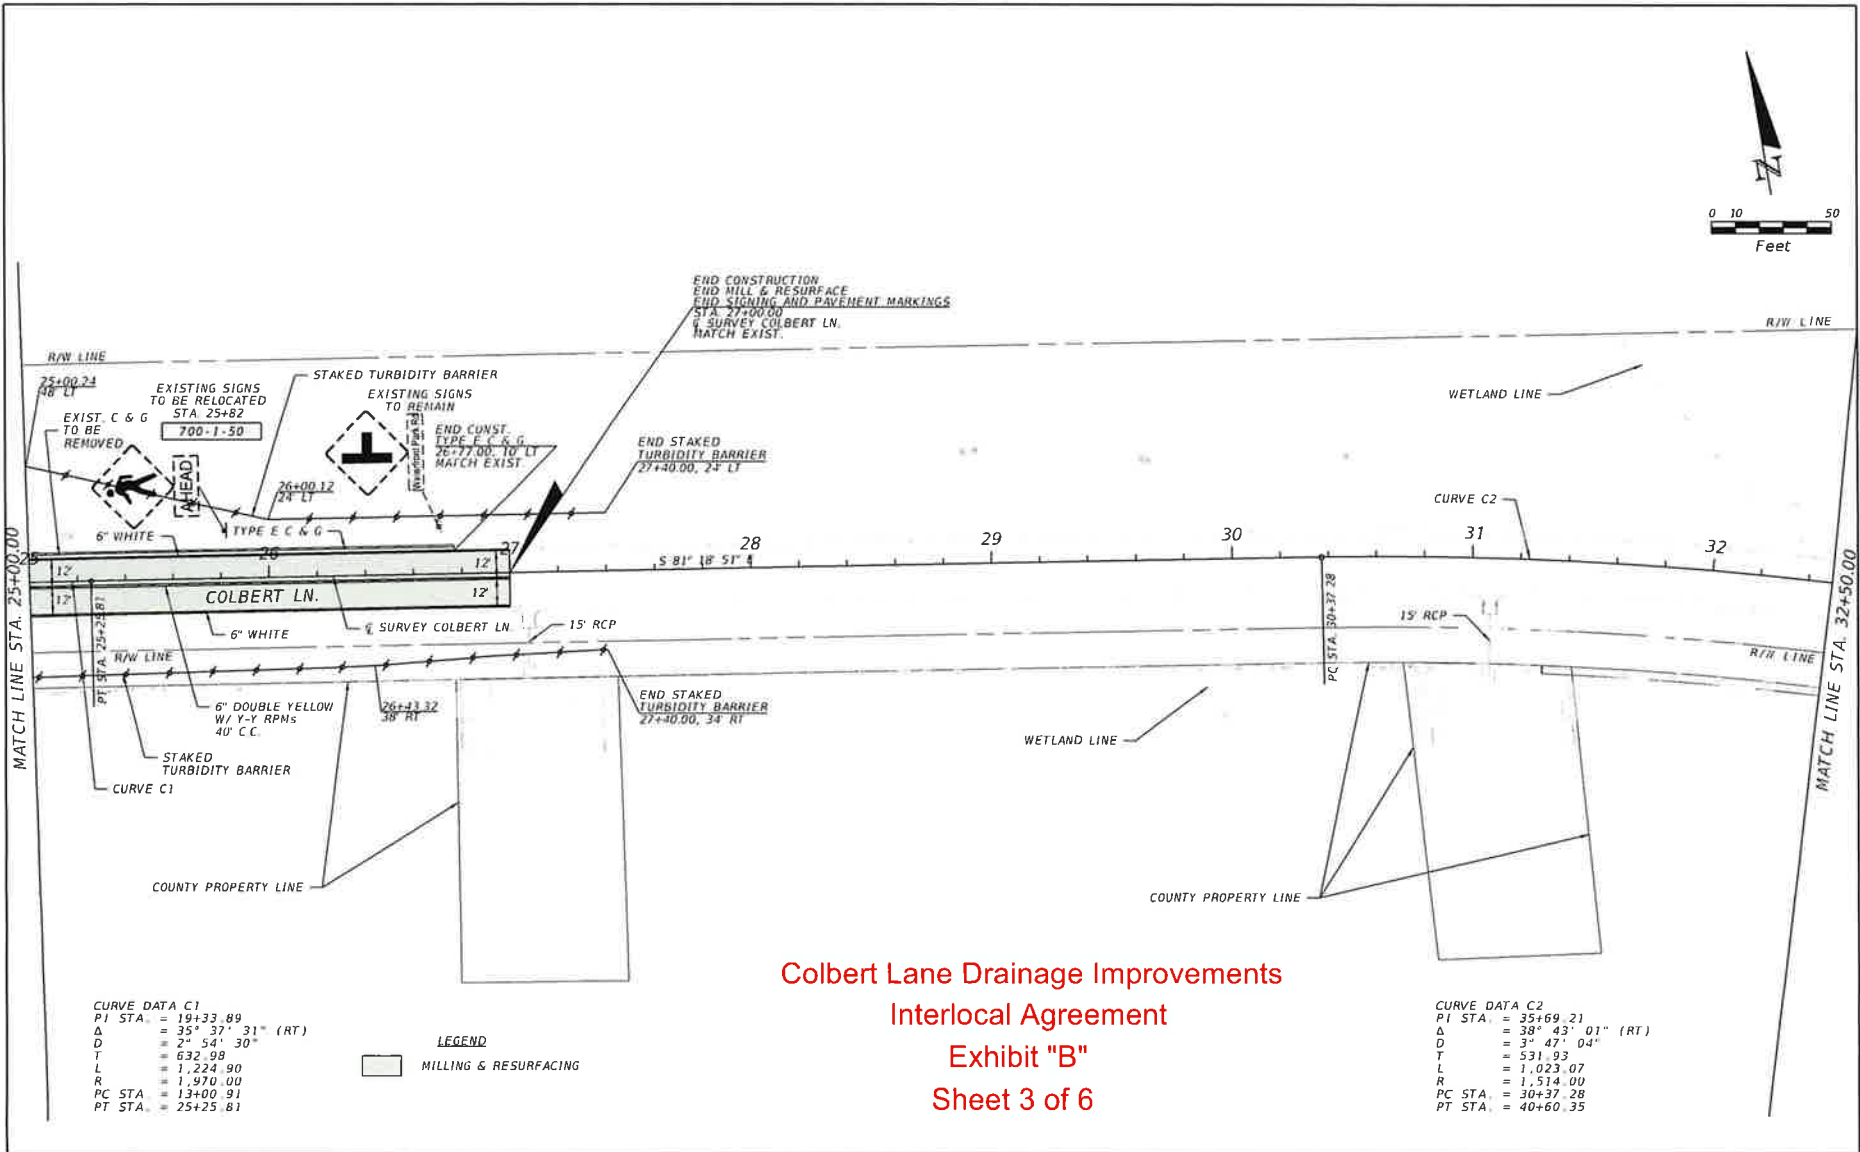 0 10 50
Feet
END CONSTRUCTION
END MILL & RESURFACE
END SIGNING AND PAVEMENT MARKINGS
STA. 27+00.00
℄ SURVEY COLBERT LN.
MATCH EXIST.
R/W LINE
R/W LINE
25+00.24
48' LT
EXISTING SIGNS
TO BE RELOCATED
STA. 25+82
700-1-50
STAKED TURBIDITY BARRIER
EXISTING SIGNS
TO REMAIN
WETLAND LINE
EXIST. C & G
TO BE
REMOVED
AHEAD
Waterfront Park Rd
END CONST.
TYPE E C & G
26+77.00, 10' LT
MATCH EXIST.
END STAKED
TURBIDITY BARRIER
27+40.00, 24' LT
26+00.12
24' LT
CURVE C2
6" WHITE
TYPE E C & G
25
26
27
28
29
30
31
32
12'
12'
12'
12'
S 81° 18' 51" E
COLBERT LN.
MATCH LINE STA. 25+00.00
PT STA. 25+25.81
6" WHITE
℄ SURVEY COLBERT LN.
15' RCP
PC STA. 30+37.28
15' RCP
R/W LINE
R/W LINE
MATCH LINE STA. 32+50.00
6" DOUBLE YELLOW
W/ Y-Y RPMs
40' C.C.
26+43.32
38' RT
END STAKED
TURBIDITY BARRIER
27+40.00, 34' RT
WETLAND LINE
STAKED
TURBIDITY BARRIER
CURVE C1
COUNTY PROPERTY LINE
COUNTY PROPERTY LINE
Colbert Lane Drainage Improvements
Interlocal Agreement
Exhibit "B"
Sheet 3 of 6
CURVE DATA C1
PI STA. = 19+33.89
Δ = 35° 37' 31" (RT)
D = 2° 54' 30"
T = 632.98
L = 1,224.90
R = 1,970.00
PC STA. = 13+00.91
PT STA. = 25+25.81
LEGEND
MILLING & RESURFACING
CURVE DATA C2
PI STA. = 35+69.21
Δ = 38° 43' 01" (RT)
D = 3° 47' 04"
T = 531.93
L = 1,023.07
R = 1,514.00
PC STA. = 30+37.28
PT STA. = 40+60.35